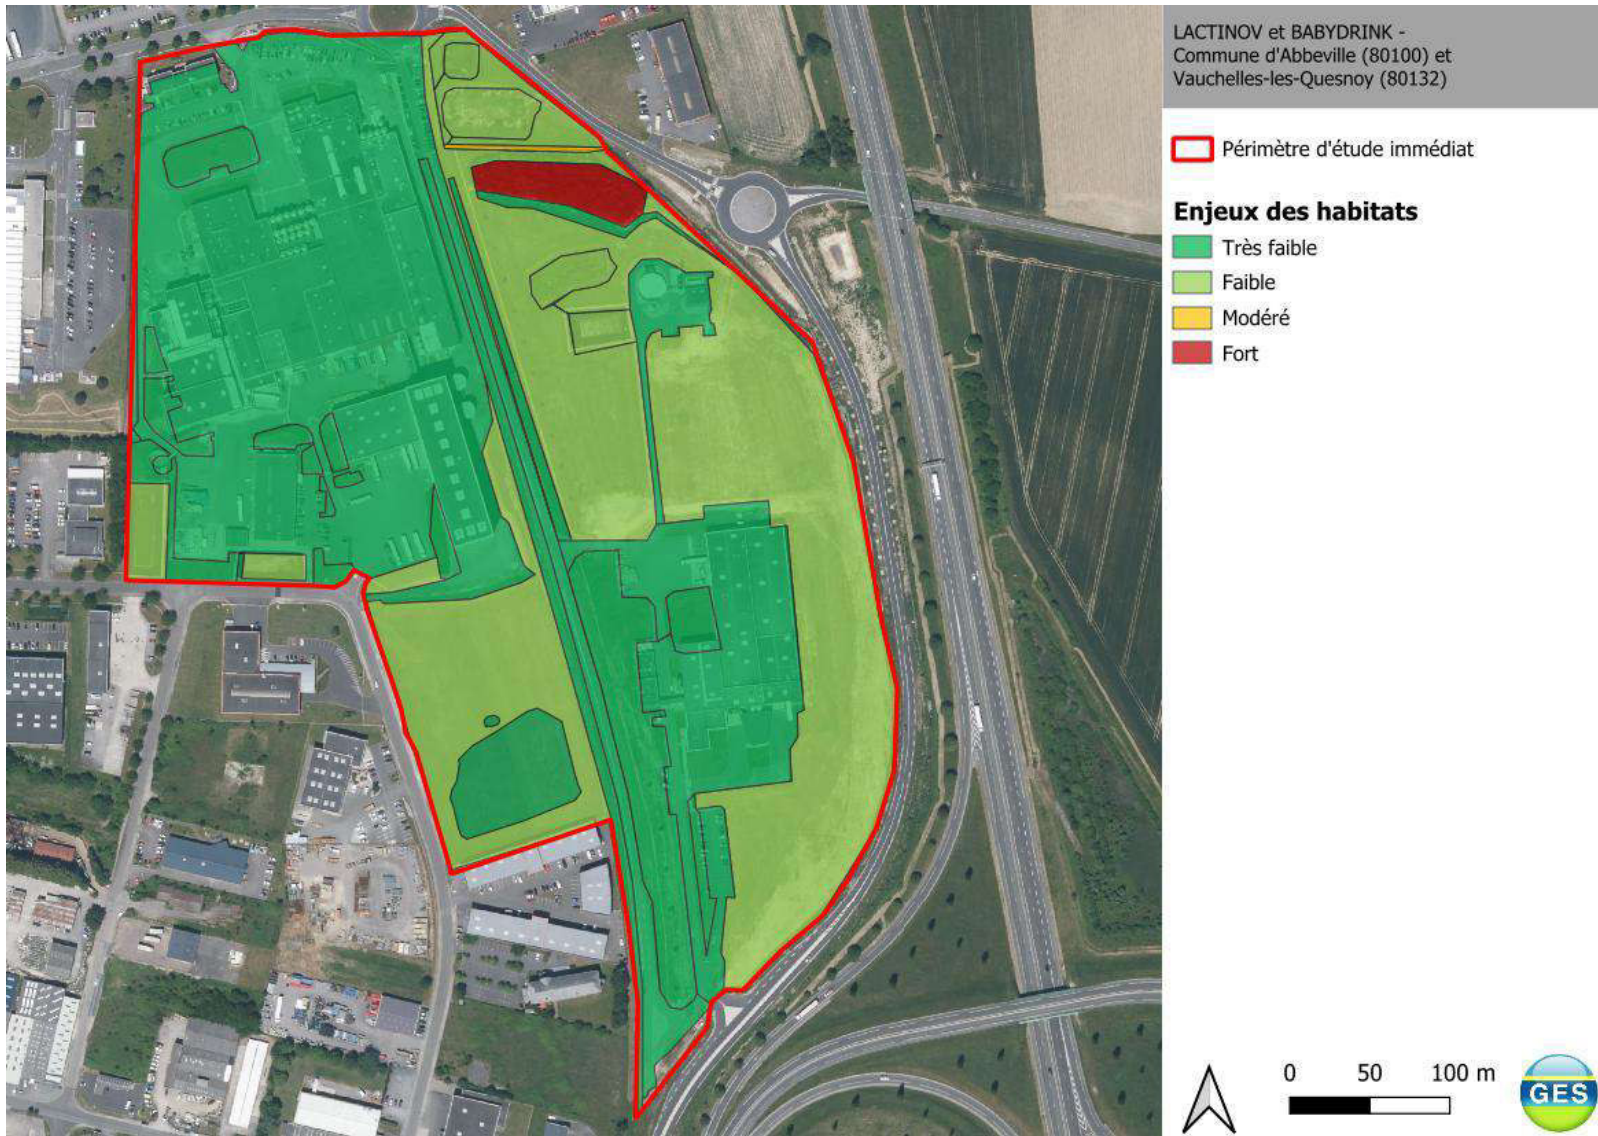 LACTINOV et BABYDRINK -
Commune d'Abbeville (80100) et
Vauchelles-les-Quesnoy (80132)
Périmètre d'étude immédiat
Enjeux des habitats
Très faible
Faible
Modéré
Fort
0 50 100 m
GES